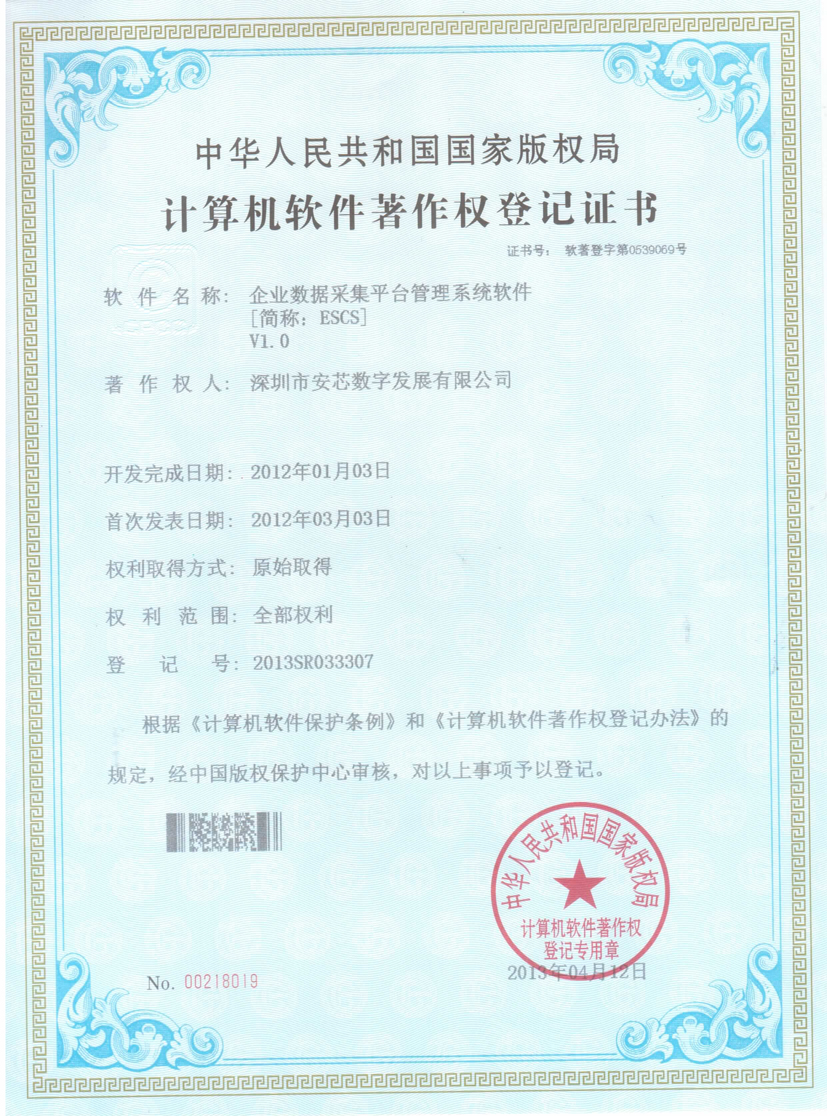 中华人民共和国国家版权局
计算机软件著作权登记证书
证书号： 软著登字第0539069号
软件名称： 企业数据采集平台管理系统软件
[简称：ESCS]
V1.0
著作权人： 深圳市安芯数字发展有限公司
开发完成日期： 2012年01月03日
首次发表日期： 2012年03月03日
权利取得方式： 原始取得
权利范围： 全部权利
登记号： 2013SR033307
根据《计算机软件保护条例》和《计算机软件著作权登记办法》的
规定，经中国版权保护中心审核，对以上事项予以登记。
中华人民共和国国家版权局
计算机软件著作权
登记专用章
2013年04月12日
No. 00218019